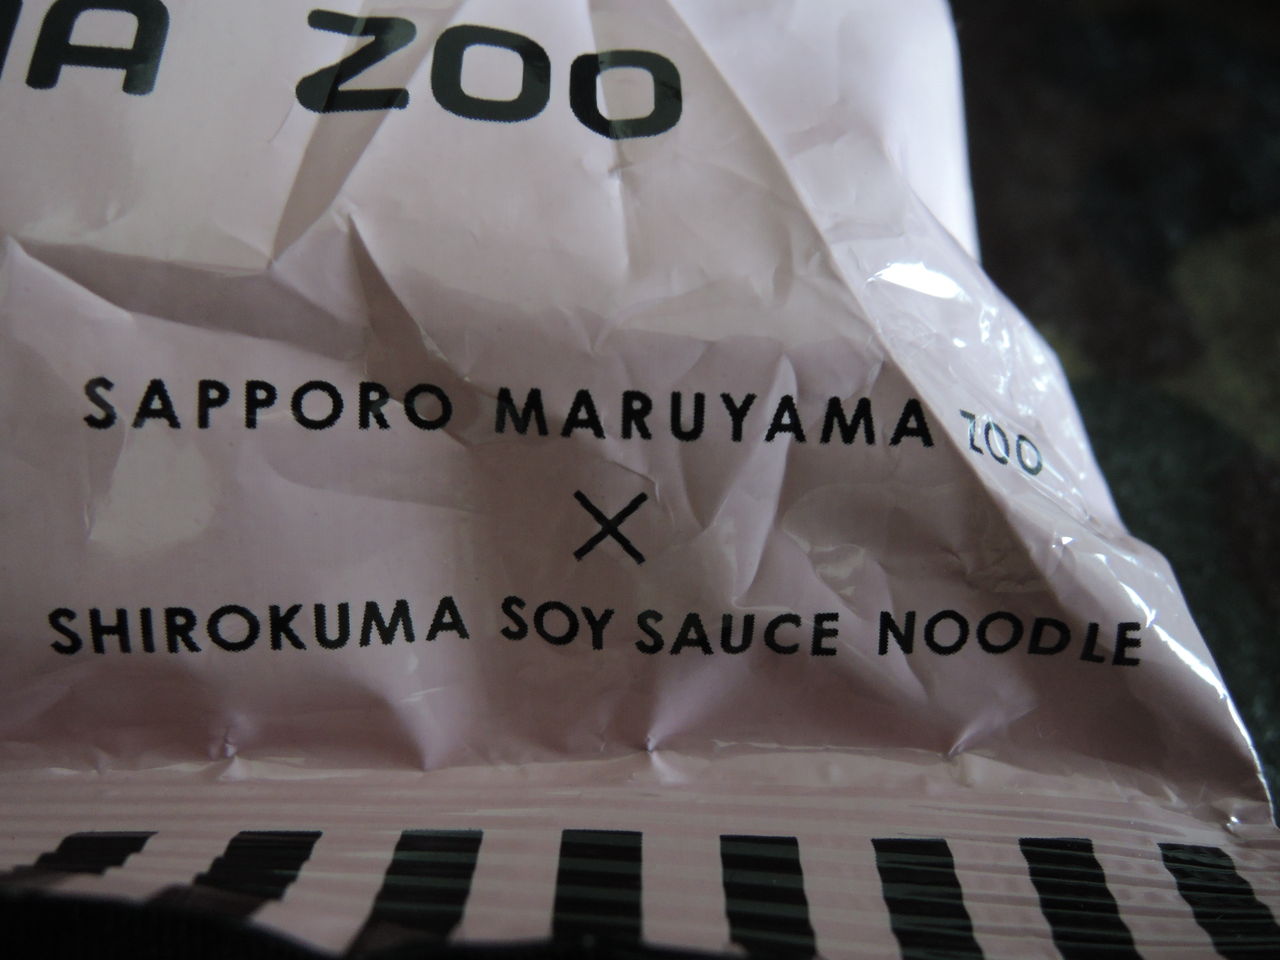 ZOO
SAPPORO MARUYAMA ZOO
×
SHIROKUMA SOY SAUCE NOODLE